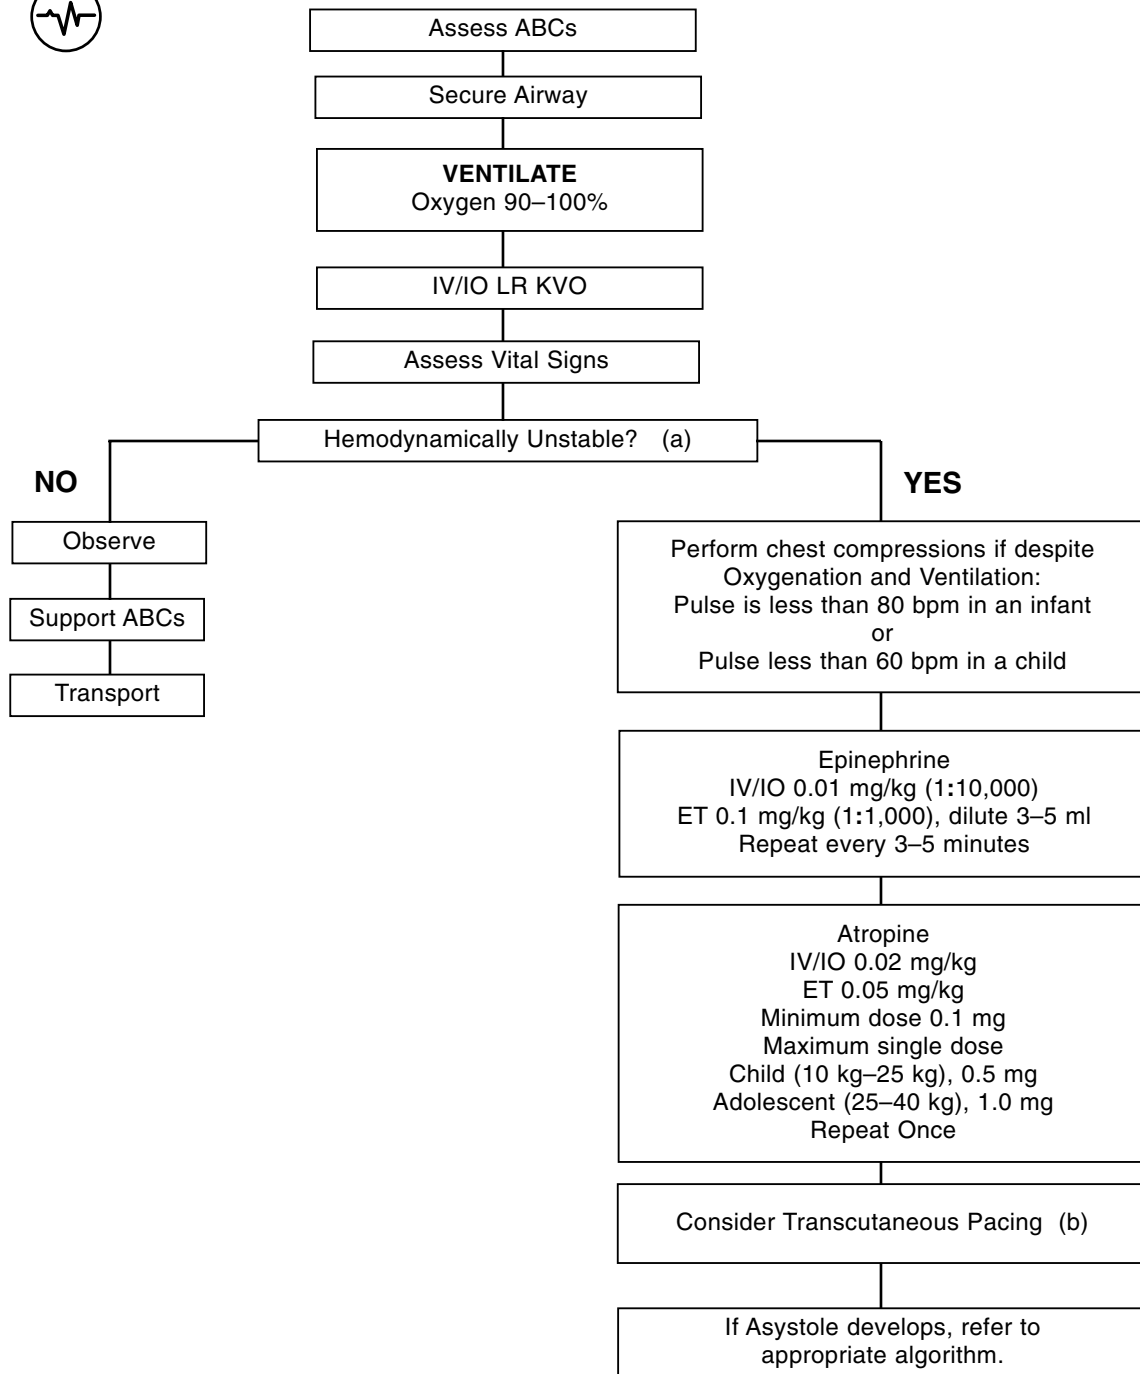 Assess ABCs
Secure Airway
VENTILATE
Oxygen 90–100%
IV/IO LR KVO
Assess Vital Signs
Hemodynamically Unstable? (a)
NO
YES
Observe
Support ABCs
Transport
Perform chest compressions if despite
Oxygenation and Ventilation:
Pulse is less than 80 bpm in an infant
or
Pulse less than 60 bpm in a child
Epinephrine
IV/IO 0.01 mg/kg (1:10,000)
ET 0.1 mg/kg (1:1,000), dilute 3–5 ml
Repeat every 3–5 minutes
Atropine
IV/IO 0.02 mg/kg
ET 0.05 mg/kg
Minimum dose 0.1 mg
Maximum single dose
Child (10 kg–25 kg), 0.5 mg
Adolescent (25–40 kg), 1.0 mg
Repeat Once
Consider Transcutaneous Pacing (b)
If Asystole develops, refer to
appropriate algorithm.